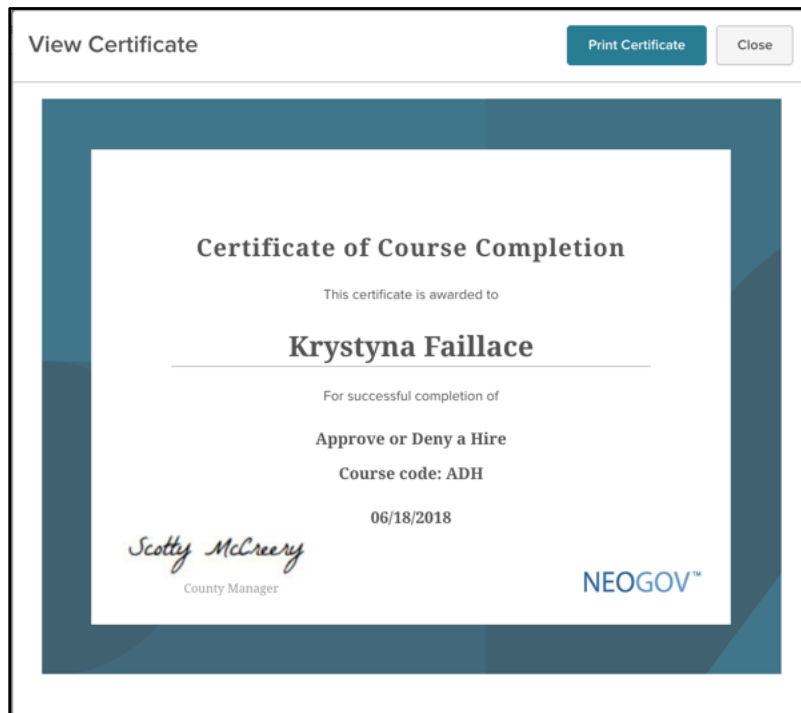 View Certificate
Print Certificate
Close
Certificate of Course Completion
This certificate is awarded to
Krystyna Faillace
For successful completion of
Approve or Deny a Hire
Course code: ADH
06/18/2018
Scotty McCreery
County Manager
NEOGOV™